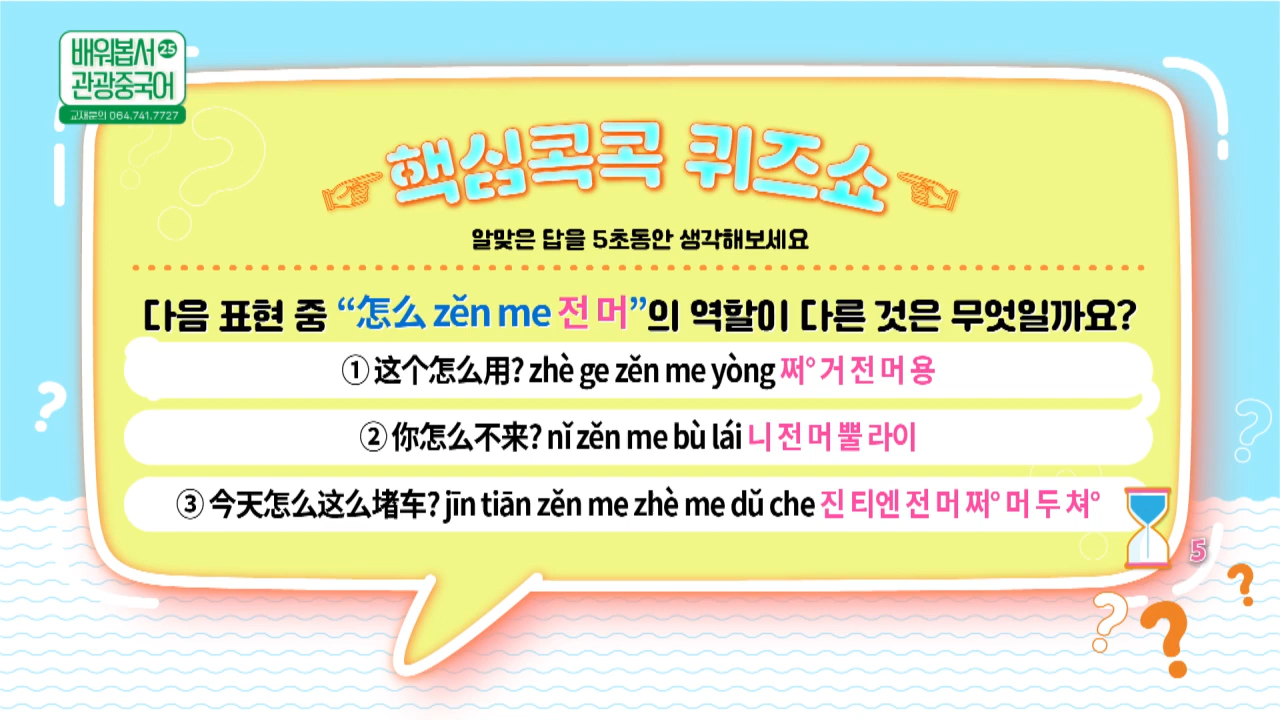 배워봅서 25
관광중국어
교재문의 064.741.7727
핵심콕콕 퀴즈쇼
알맞은 답을 5초동안 생각해보세요
다음 표현 중 “怎么 zěn me 전 머”의 역할이 다른 것은 무엇일까요?
① 这个怎么用? zhè ge zěn me yòng 쩌° 거 전 머 용
② 你怎么不来? nǐ zěn me bù lái 니 전 머 뿔 라이
③ 今天怎么这么堵车? jīn tiān zěn me zhè me dǔ che 진 티엔 전 머 쩌° 머 두 쳐°
5